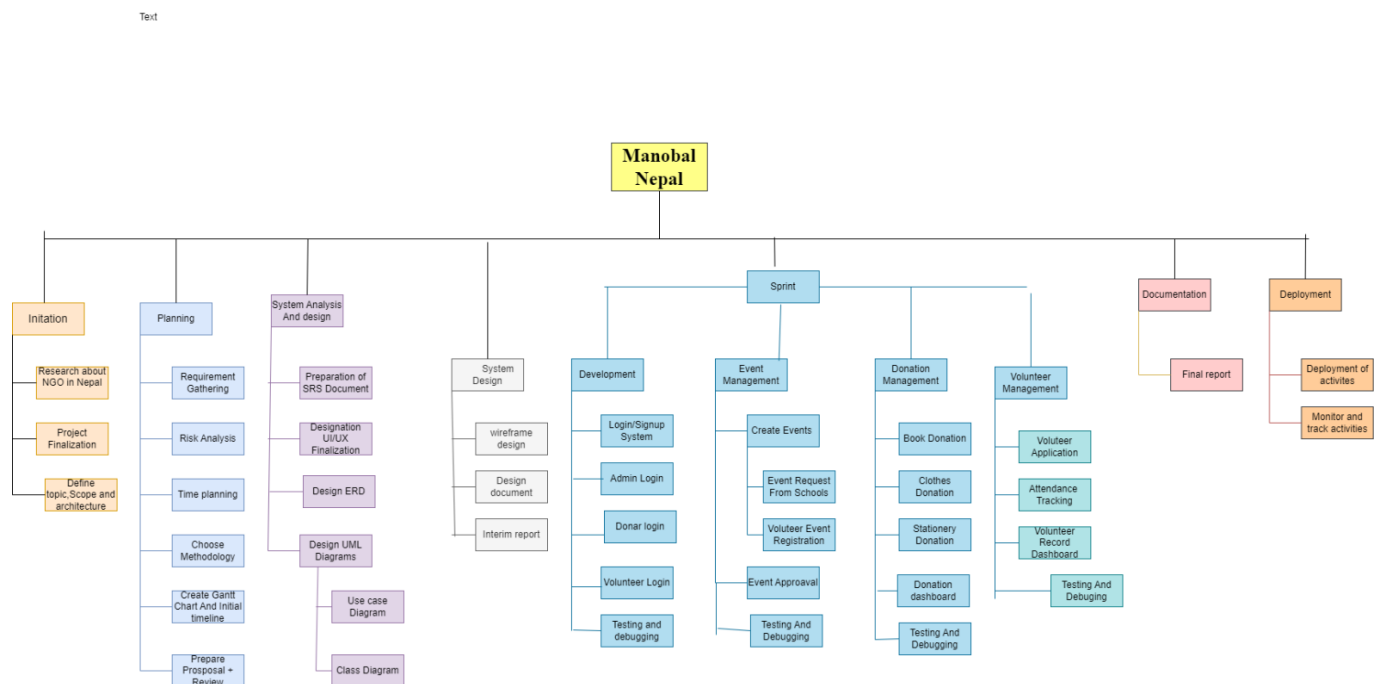 Text
Manobal
Nepal
Initation
Research about
NGO in Nepal
Project
Finalization
Define
topic,Scope and
architecture
Planning
Requirement
Gathering
Risk Analysis
Time planning
Choose
Methodology
Create Gantt
Chart And Initial
timeline
Prepare
Prosposal +
Review
System Analysis
And design
Preparation of
SRS Document
Designation
UI/UX
Finalization
Design ERD
Design UML
Diagrams
Use case
Diagram
Class Diagram
System
Design
wireframe
design
Design
document
Interim report
Sprint
Development
Login/Signup
System
Admin Login
Donar login
Volunteer Login
Testing and
debugging
Event
Management
Create Events
Event Request
From Schools
Voluteer Event
Registration
Event Approaval
Testing And
Debugging
Donation
Management
Book Donation
Clothes
Donation
Stationery
Donation
Donation
dashboard
Testing And
Debugging
Volunteer
Management
Voluteer
Application
Attendance
Tracking
Volunteer
Record
Dashboard
Testing And
Debuging
Documentation
Final report
Deployment
Deployment of
activites
Monitor and
track activities